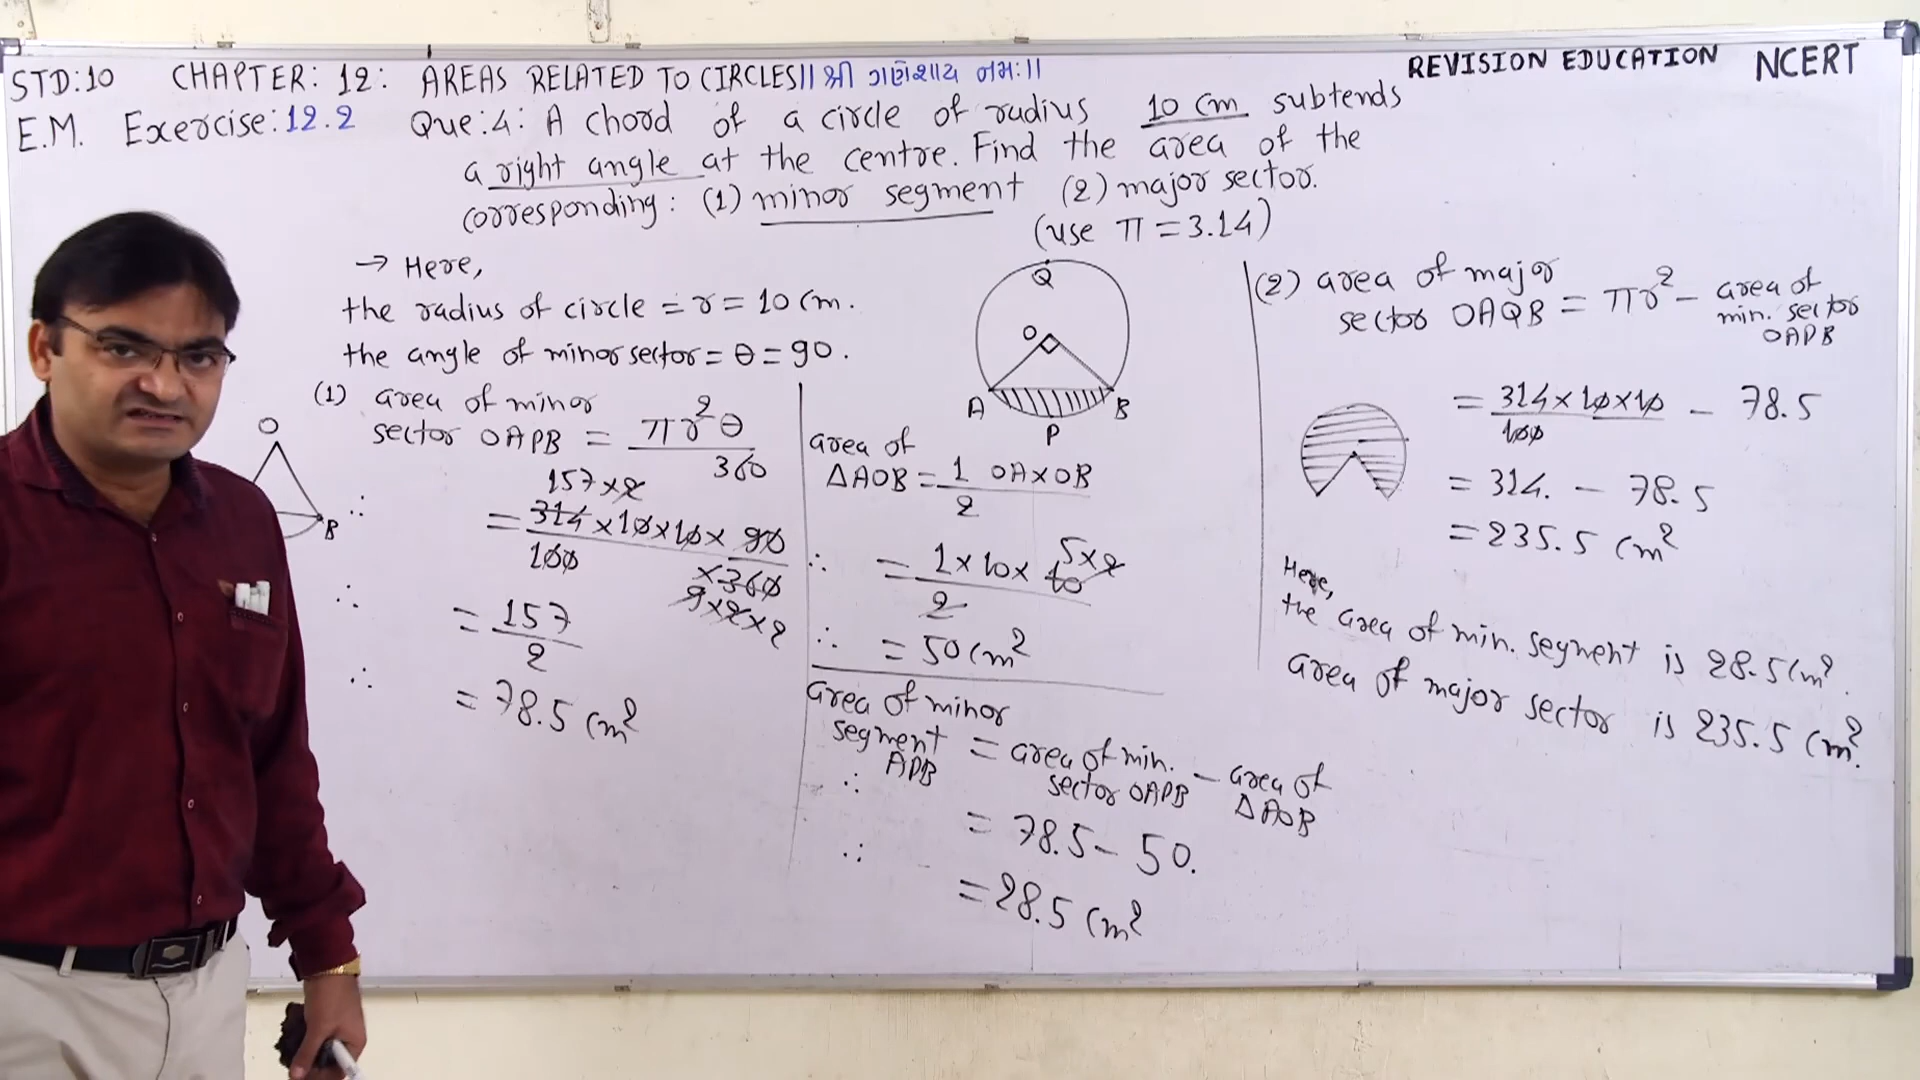 STD:10 CHAPTER: 12: AREAS RELATED TO CIRCLES ॥ श्री गणेशाय नमः॥ REVISION EDUCATION NCERT
E.M. Exercise:12.2 Que:4: A chord of a circle of radius 10 cm subtends
a right angle at the centre. Find the area of the
corresponding: (1) minor segment (2) major sector.
(use π = 3.14)
→ Here,
the radius of circle = r = 10 cm.
the angle of minor sector = θ = 90.
(1) area of minor
sector OAPB = πr²θ
360
157×2
= 314 × 10 × 10 × 90
100 × 360
9×2×2
∴ = 157
2
∴ = 78.5 cm²
O
B
Q
O
A B
P
area of
ΔAOB = 1 OA×OB
2
∴ = 1×10× 10 5×2
2
∴ = 50 cm²
area of minor
segment = area of min. – area of
APB sector OAPB ΔAOB
∴ = 78.5 – 50.
∴ = 28.5 cm²
(2) area of major
sector OAQB = πr² – area of
min. sector
OAPB
= 314×10×10 – 78.5
100
= 314. – 78.5
= 235.5 cm²
Here,
the area of min. segment is 28.5 cm².
area of major sector is 235.5 cm².